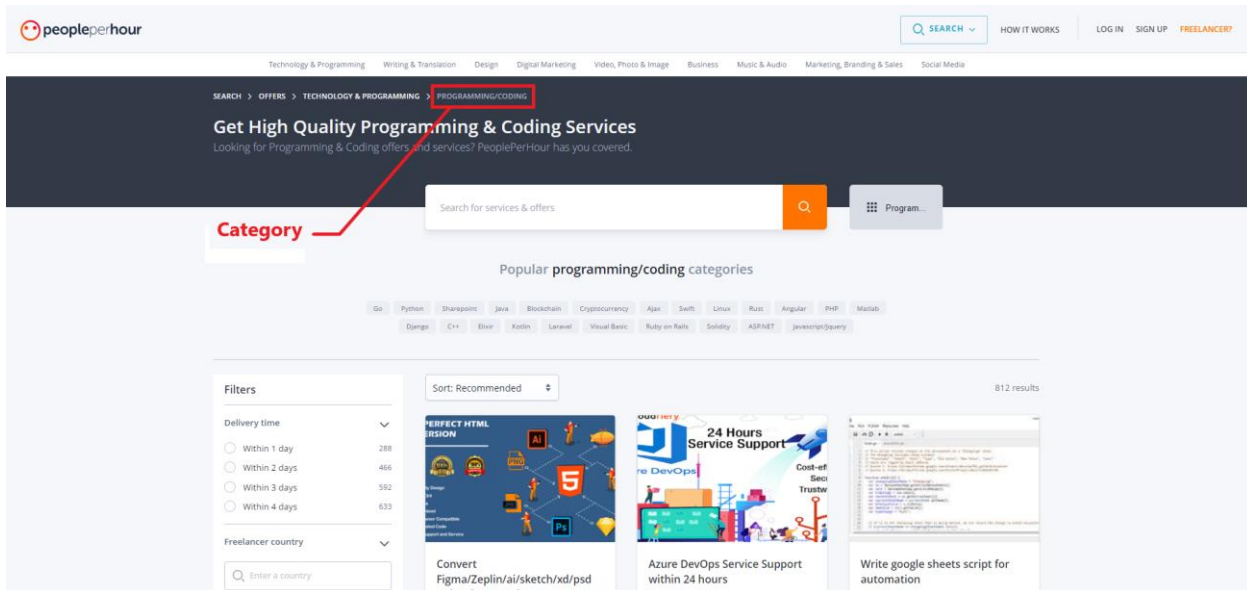 peopleperhour
SEARCH
HOW IT WORKS
LOG IN
SIGN UP
FREELANCER?
Technology & Programming
Writing & Translation
Design
Digital Marketing
Video, Photo & Image
Business
Music & Audio
Marketing, Branding & Sales
Social Media
SEARCH > OFFERS > TECHNOLOGY & PROGRAMMING > PROGRAMMING/CODING
Get High Quality Programming & Coding Services
Looking for Programming & Coding offers and services? PeoplePerHour has you covered.
Search for services & offers
Program...
Category
Popular programming/coding categories
Go Python Sharepoint Java Blockchain Cryptocurrency Ajax Swift Linux Rust Angular PHP Matlab
Django C++ Elixir Kotlin Laravel Visual Basic Ruby on Rails Solidity ASP.NET Javascript/Jquery
Filters
Delivery time
Within 1 day 288
Within 2 days 466
Within 3 days 592
Within 4 days 633
Freelancer country
Enter a country
Sort: Recommended
812 results
PERFECT HTML
ERSION
Ai
PNG
5
Ps
Convert
Figma/Zeplin/ai/sketch/xd/psd
24 Hours
Service Support
re DevOps
Cost-ef
Secu
Trustw
Azure DevOps Service Support
within 24 hours
Write google sheets script for
automation